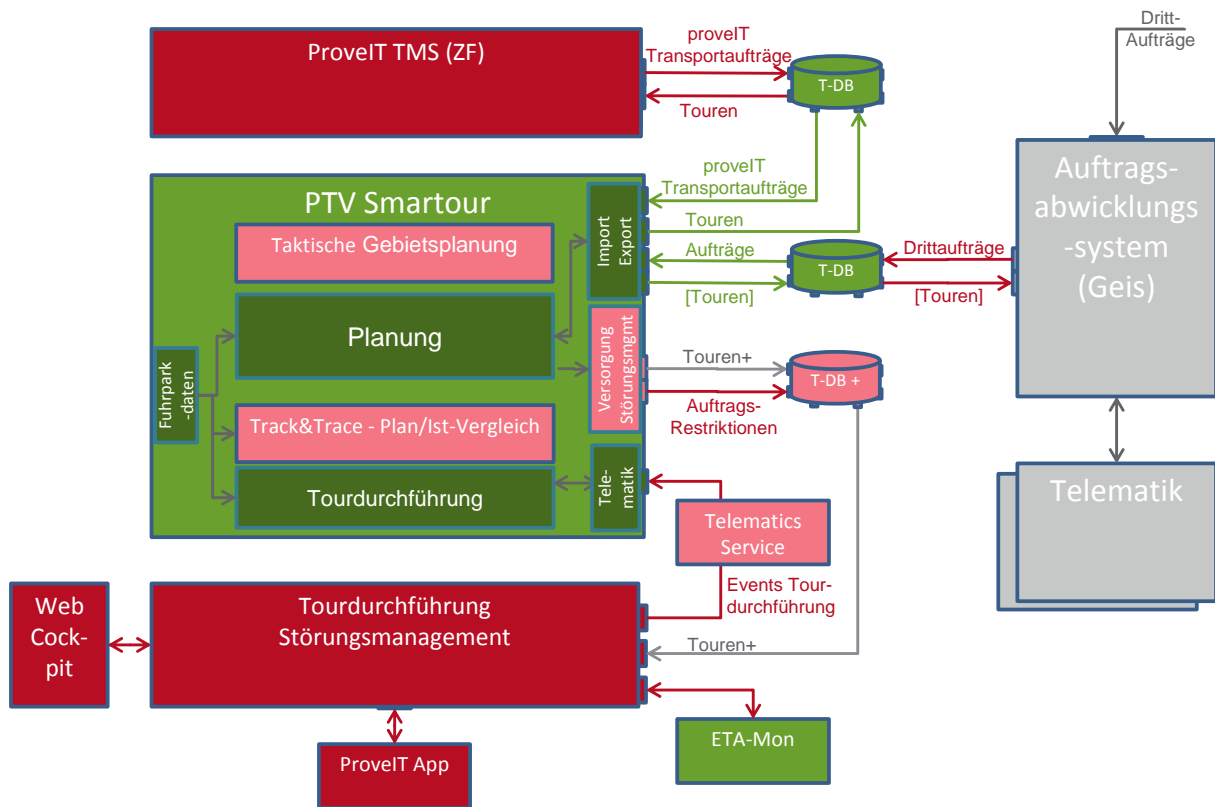 ProveIT TMS (ZF)
proveIT
Transportaufträge
Touren
T-DB
Dritt-
Aufträge
PTV Smartour
Taktische Gebietsplanung
Planung
Fuhrpark
-daten
Track&Trace - Plan/Ist-Vergleich
Tourdurchführung
Import
Export
Versorgung
Störungsmgmt
Tele-
matik
proveIT
Transportaufträge
Touren
Aufträge
[Touren]
T-DB
Drittaufträge
[Touren]
Auftrags-
abwicklungs
-system
(Geis)
Touren+
Auftrags-
Restriktionen
T-DB +
Telematik
Telematics
Service
Events Tour-
durchführung
Touren+
Web
Cock-
pit
Tourdurchführung
Störungsmanagement
ProveIT App
ETA-Mon